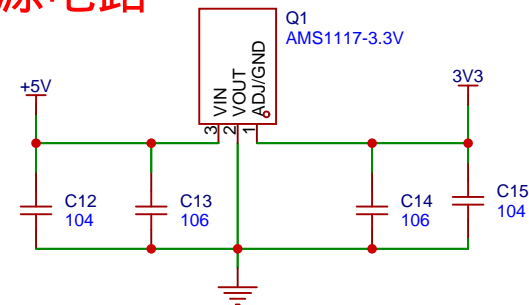 源电路
Q1
AMS1117-3.3V
+5V
3V3
VIN
VOUT
ADJ/GND
3
2
1
C12
104
C13
106
C14
106
C15
104